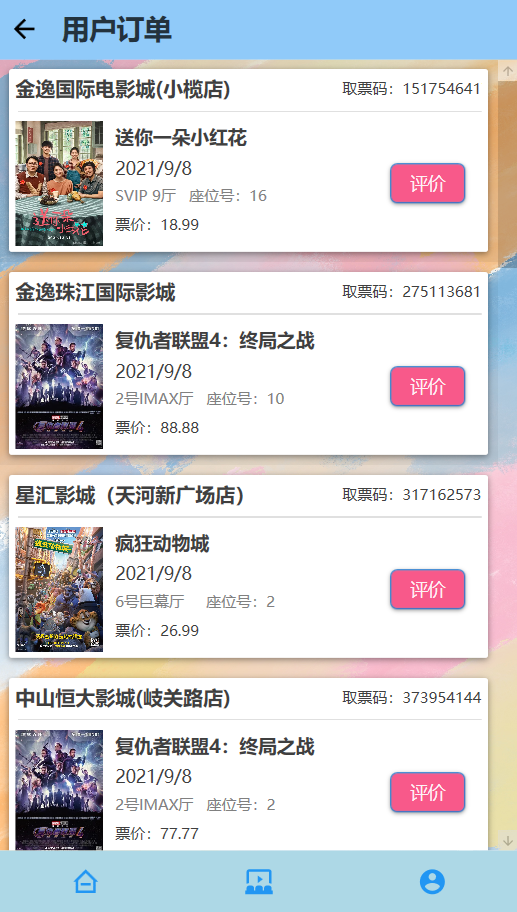 用户订单
金逸国际电影城(小榄店) 取票码：151754641
送你一朵小红花
2021/9/8
SVIP 9厅 座位号：16
票价：18.99
评价
金逸珠江国际影城 取票码：275113681
复仇者联盟4：终局之战
2021/9/8
2号IMAX厅 座位号：10
票价：88.88
评价
星汇影城（天河新广场店） 取票码：317162573
疯狂动物城
2021/9/8
6号巨幕厅 座位号：2
票价：26.99
评价
中山恒大影城(岐关路店) 取票码：373954144
复仇者联盟4：终局之战
2021/9/8
2号IMAX厅 座位号：2
票价：77.77
评价